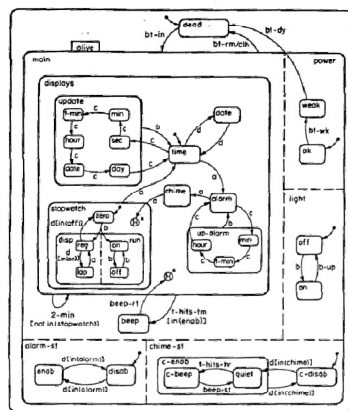 dead
alive
bt-in
bt-rm/clh
bt-dy
main
power
displays
update
t-min
c
min
c
c
hour
sec
c
c
date
c
day
c
b
time
d
date
d
weak
bt-wk
ok
a
a
stopwatch
zero
chime
a
alarm
a
d[in(off)]
b
H*
disp
reg
on
run
d
d
a
b
b
lap
off
c
b
c
up-alarm
hour
min
c
t-min
c
light
off
b
b-up
on
2-min
[not in(stopwatch)]
beep-rt
H*
beep
t-hits-tm
[in(enab)]
alarm-st
d[in(alarm)]
enab
disab
d[in(alarm)]
chime-st
c-enab
t-hits-hr
d[in(chime)]
c-beep
quiet
c-disab
beep-st
d[in(chime)]